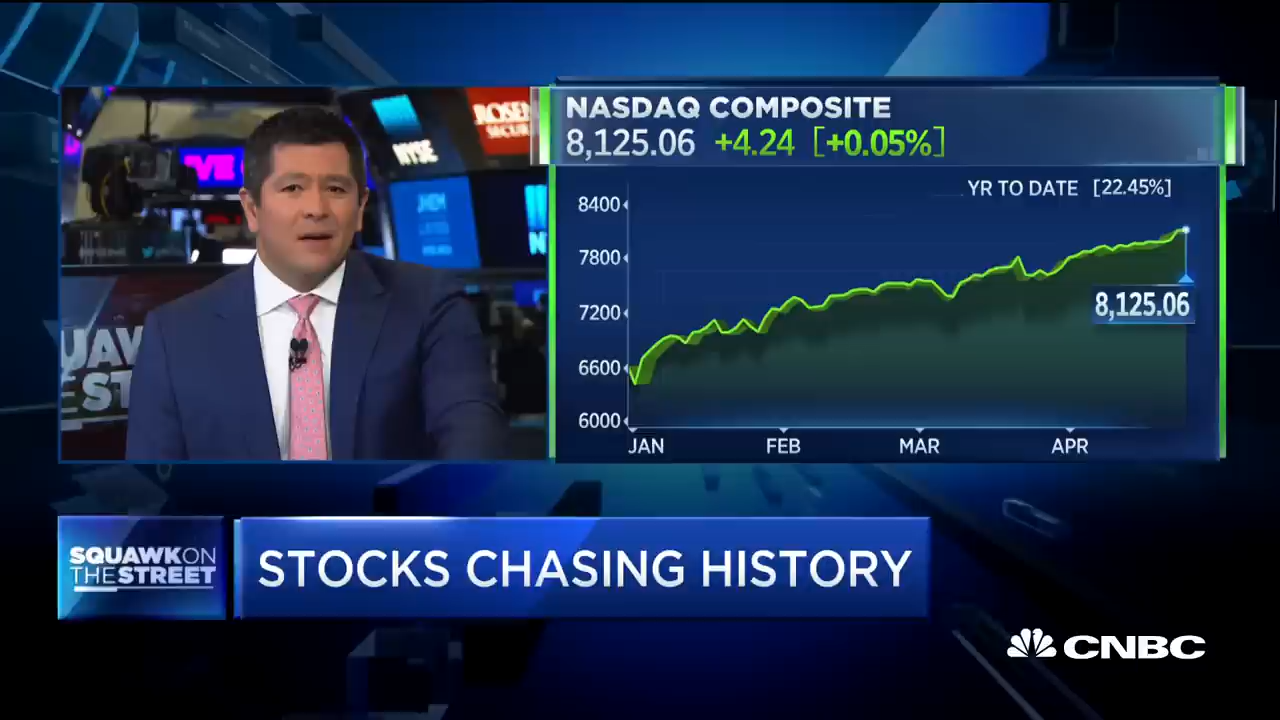 NASDAQ COMPOSITE
8,125.06 +4.24 [+0.05%]
YR TO DATE [22.45%]
8400
7800
7200
6600
6000
8,125.06
JAN FEB MAR APR
NYSE
SQUAWK ON
THE STREET
STOCKS CHASING HISTORY
CNBC